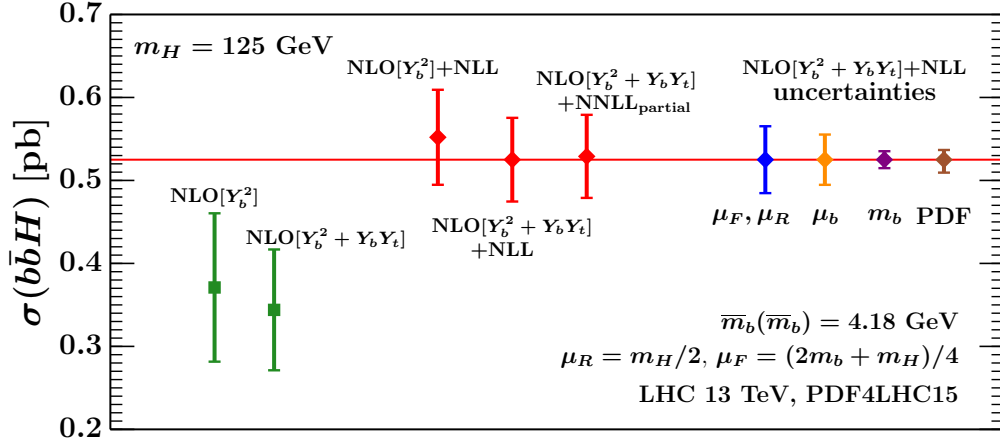 0.7
0.6
0.5
0.4
0.3
0.2
σ(bb̄H) [pb]
m_H = 125 GeV
NLO[Y_b^2]+NLL
NLO[Y_b^2 + Y_bY_t]
+NNLL_partial
NLO[Y_b^2 + Y_bY_t]+NLL
uncertainties
NLO[Y_b^2]
NLO[Y_b^2 + Y_bY_t]
NLO[Y_b^2 + Y_bY_t]
+NLL
μ_F, μ_R
μ_b
m_b
PDF
m̅_b(m̅_b) = 4.18 GeV
μ_R = m_H/2, μ_F = (2m_b + m_H)/4
LHC 13 TeV, PDF4LHC15